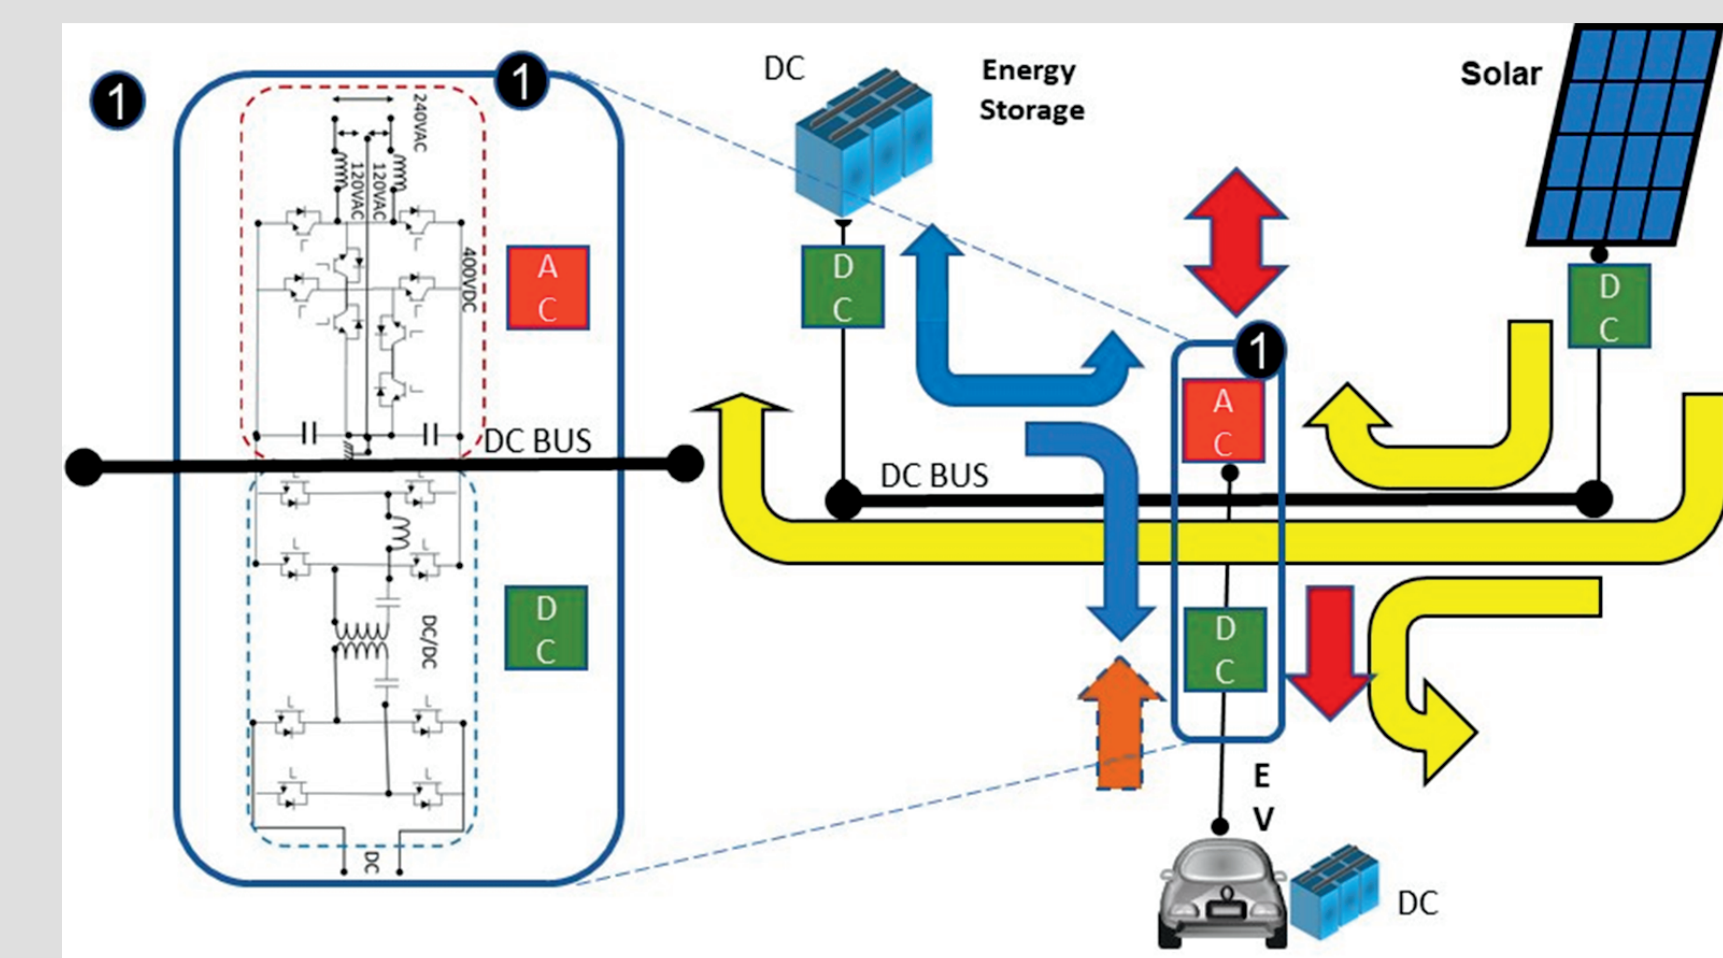 1
1
240VAC
120VAC
120VAC
400VDC
A
C
DC BUS
D
C
DC/DC
DC
DC
Energy
Storage
D
C
Solar
D
C
1
A
C
DC BUS
D
C
E
V
DC